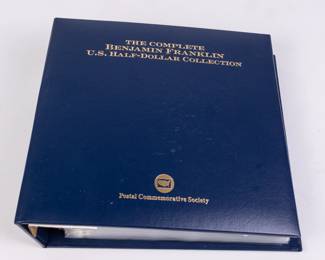 THE COMPLETE
BENJAMIN FRANKLIN
U.S. HALF-DOLLAR COLLECTION
Postal Commemorative Society